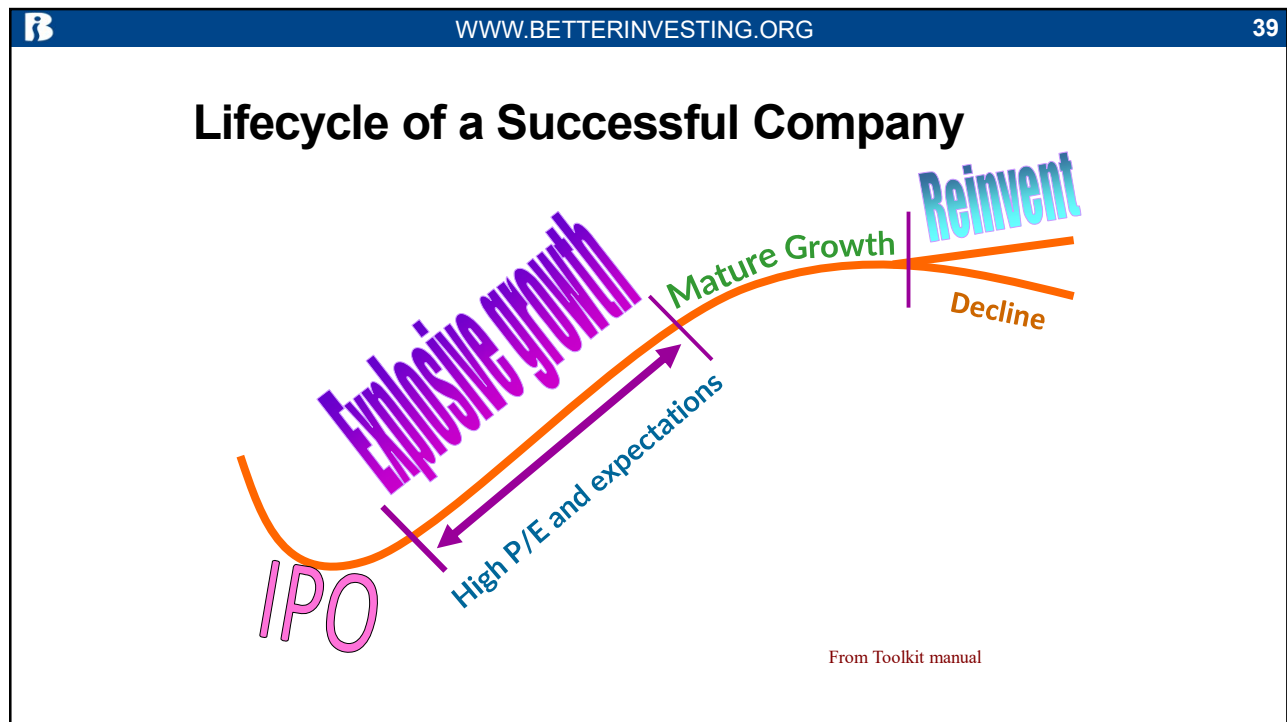 WWW.BETTERINVESTING.ORG
39
Lifecycle of a Successful Company
Reinvent
Mature Growth
Decline
Explosive growth
High P/E and expectations
IPO
From Toolkit manual